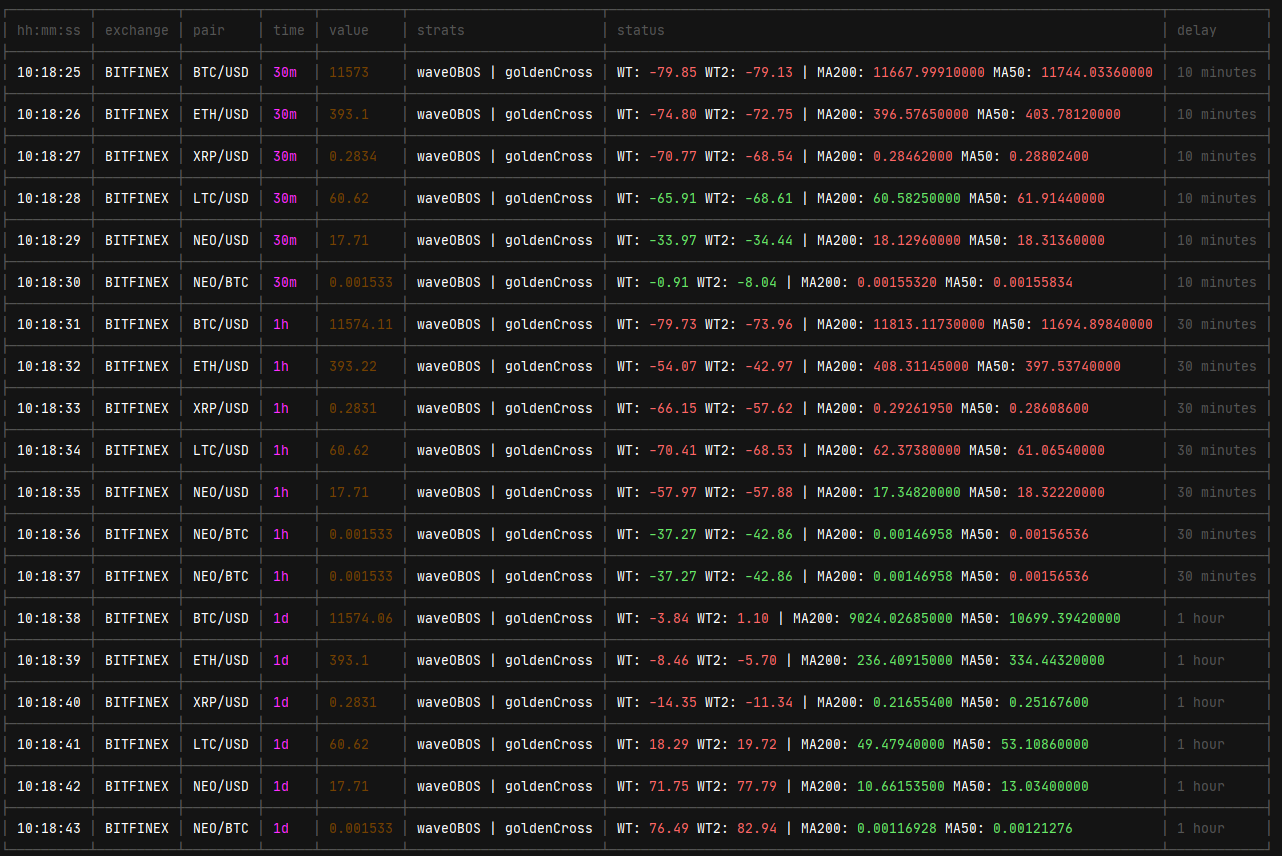 hh:mm:ss | exchange | pair | time | value | strats | status | delay
10:18:25 | BITFINEX | BTC/USD | 30m | 11573 | waveOBOS | goldenCross | WT: -79.85 WT2: -79.13 | MA200: 11667.99910000 MA50: 11744.03360000 | 10 minutes
10:18:26 | BITFINEX | ETH/USD | 30m | 393.1 | waveOBOS | goldenCross | WT: -74.80 WT2: -72.75 | MA200: 396.57650000 MA50: 403.78120000 | 10 minutes
10:18:27 | BITFINEX | XRP/USD | 30m | 0.2834 | waveOBOS | goldenCross | WT: -70.77 WT2: -68.54 | MA200: 0.28462000 MA50: 0.28802400 | 10 minutes
10:18:28 | BITFINEX | LTC/USD | 30m | 60.62 | waveOBOS | goldenCross | WT: -65.91 WT2: -68.61 | MA200: 60.58250000 MA50: 61.91440000 | 10 minutes
10:18:29 | BITFINEX | NEO/USD | 30m | 17.71 | waveOBOS | goldenCross | WT: -33.97 WT2: -34.44 | MA200: 18.12960000 MA50: 18.31360000 | 10 minutes
10:18:30 | BITFINEX | NEO/BTC | 30m | 0.001533 | waveOBOS | goldenCross | WT: -0.91 WT2: -8.04 | MA200: 0.00155320 MA50: 0.00155834 | 10 minutes
10:18:31 | BITFINEX | BTC/USD | 1h | 11574.11 | waveOBOS | goldenCross | WT: -79.73 WT2: -73.96 | MA200: 11813.11730000 MA50: 11694.89840000 | 30 minutes
10:18:32 | BITFINEX | ETH/USD | 1h | 393.22 | waveOBOS | goldenCross | WT: -54.07 WT2: -42.97 | MA200: 408.31145000 MA50: 397.53740000 | 30 minutes
10:18:33 | BITFINEX | XRP/USD | 1h | 0.2831 | waveOBOS | goldenCross | WT: -66.15 WT2: -57.62 | MA200: 0.29261950 MA50: 0.28608600 | 30 minutes
10:18:34 | BITFINEX | LTC/USD | 1h | 60.62 | waveOBOS | goldenCross | WT: -70.41 WT2: -68.53 | MA200: 62.37380000 MA50: 61.06540000 | 30 minutes
10:18:35 | BITFINEX | NEO/USD | 1h | 17.71 | waveOBOS | goldenCross | WT: -57.97 WT2: -57.88 | MA200: 17.34820000 MA50: 18.32220000 | 30 minutes
10:18:36 | BITFINEX | NEO/BTC | 1h | 0.001533 | waveOBOS | goldenCross | WT: -37.27 WT2: -42.86 | MA200: 0.00146958 MA50: 0.00156536 | 30 minutes
10:18:37 | BITFINEX | NEO/BTC | 1h | 0.001533 | waveOBOS | goldenCross | WT: -37.27 WT2: -42.86 | MA200: 0.00146958 MA50: 0.00156536 | 30 minutes
10:18:38 | BITFINEX | BTC/USD | 1d | 11574.06 | waveOBOS | goldenCross | WT: -3.84 WT2: 1.10 | MA200: 9024.02685000 MA50: 10699.39420000 | 1 hour
10:18:39 | BITFINEX | ETH/USD | 1d | 393.1 | waveOBOS | goldenCross | WT: -8.46 WT2: -5.70 | MA200: 236.40915000 MA50: 334.44320000 | 1 hour
10:18:40 | BITFINEX | XRP/USD | 1d | 0.2831 | waveOBOS | goldenCross | WT: -14.35 WT2: -11.34 | MA200: 0.21655400 MA50: 0.25167600 | 1 hour
10:18:41 | BITFINEX | LTC/USD | 1d | 60.62 | waveOBOS | goldenCross | WT: 18.29 WT2: 19.72 | MA200: 49.47940000 MA50: 53.10860000 | 1 hour
10:18:42 | BITFINEX | NEO/USD | 1d | 17.71 | waveOBOS | goldenCross | WT: 71.75 WT2: 77.79 | MA200: 10.66153500 MA50: 13.03400000 | 1 hour
10:18:43 | BITFINEX | NEO/BTC | 1d | 0.001533 | waveOBOS | goldenCross | WT: 76.49 WT2: 82.94 | MA200: 0.00116928 MA50: 0.00121276 | 1 hour